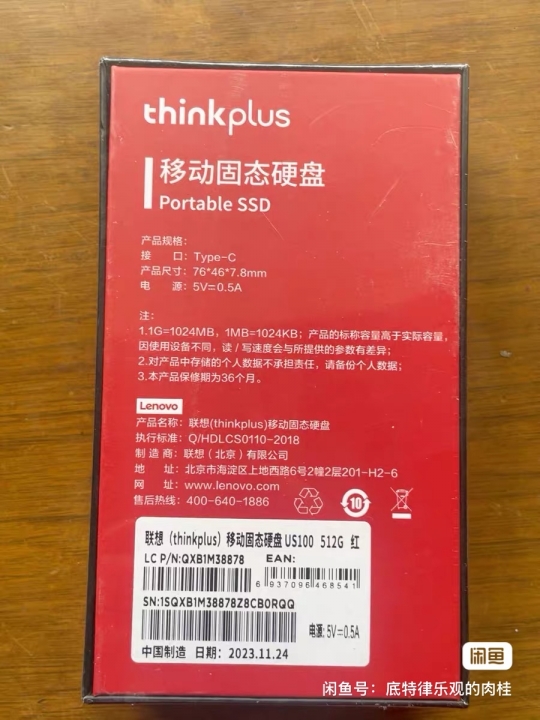 thinkplus
移动固态硬盘
Portable SSD
产品规格：
接 口：Type-C
产品尺寸：76*46*7.8mm
电 源：5V⎓0.5A
注：
1.1G=1024MB，1MB=1024KB；产品的标称容量高于实际容量，
因使用设备不同，读／写速度会与所提供的参数有差异；
2.对产品中存储的个人数据不承担责任，请备份个人数据；
3.本产品保修期为36个月。
Lenovo
产品名称：联想(thinkplus)移动固态硬盘
执行标准：Q/HDLCS0110-2018
制 造 商：联想（北京）有限公司
地 址：北京市海淀区上地西路6号2幢2层201-H2-6
网 址：www.lenovo.com
售后热线：400-640-1886
10
联想（thinkplus）移动固态硬盘 US100 512G 红
LC P/N:QXB1M38878 EAN:
6 937096 468541
SN:1SQXB1M38878Z8CB0RQQ
电源: 5V⎓0.5A
中国制造 日期: 2023.11.24
闲鱼
闲鱼号：底特律乐观的肉桂